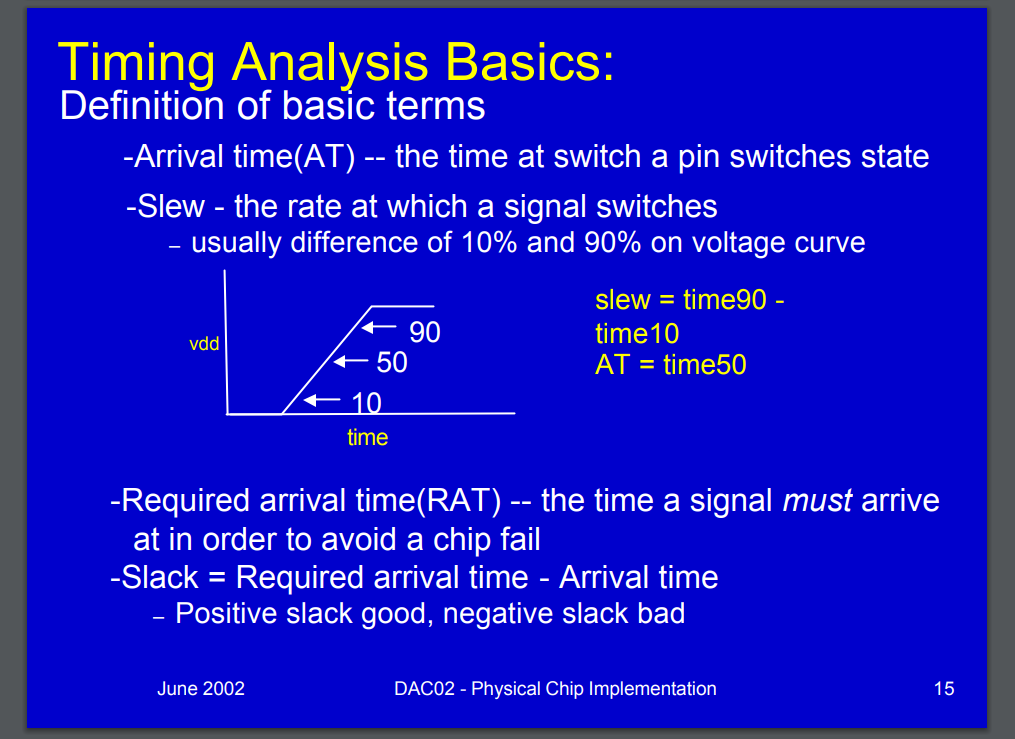 Timing Analysis Basics:
Definition of basic terms
-Arrival time(AT) -- the time at switch a pin switches state
-Slew - the rate at which a signal switches
– usually difference of 10% and 90% on voltage curve
slew = time90 -
time10
AT = time50
vdd
90
50
10
time
-Required arrival time(RAT) -- the time a signal must arrive
at in order to avoid a chip fail
-Slack = Required arrival time - Arrival time
– Positive slack good, negative slack bad
June 2002
DAC02 - Physical Chip Implementation
15